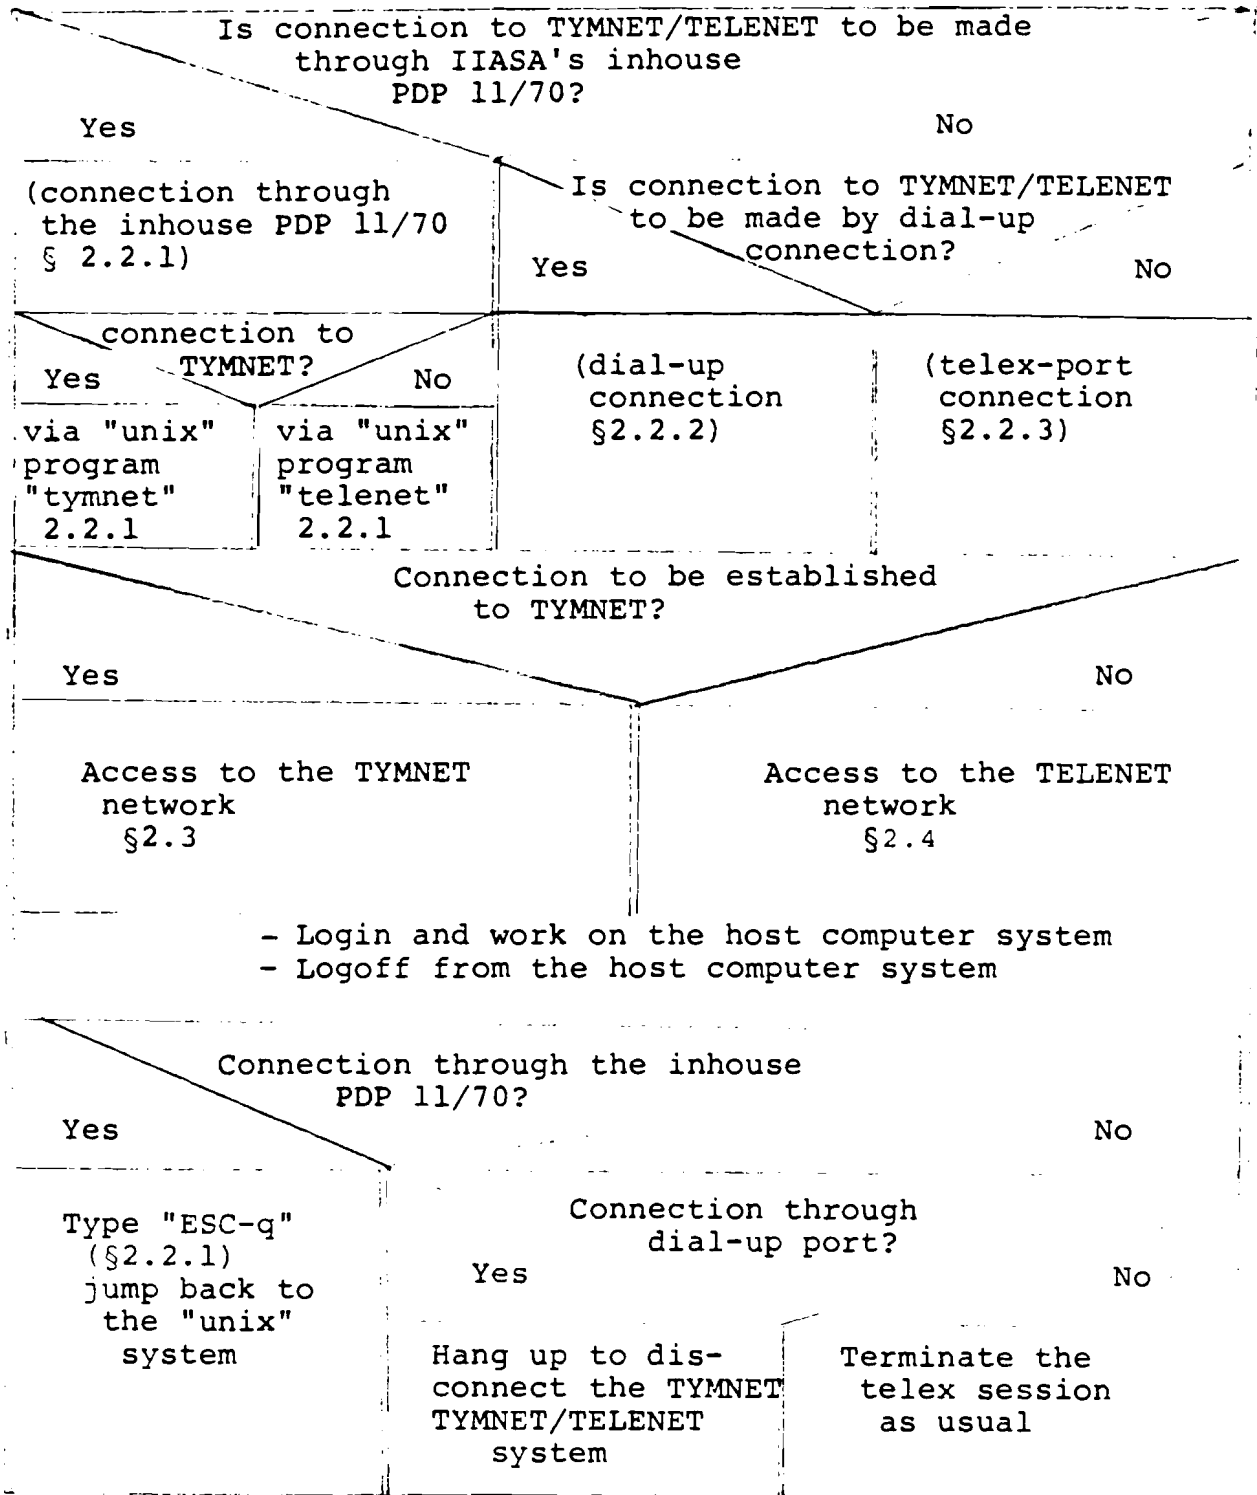 Is connection to TYMNET/TELENET to be made
through IIASA's inhouse
PDP 11/70?
Yes
No
(connection through
the inhouse PDP 11/70
§ 2.2.1)
Is connection to TYMNET/TELENET
to be made by dial-up
connection?
Yes
No
connection to
TYMNET?
Yes
No
via "unix"
program
"tymnet"
2.2.1
via "unix"
program
"telenet"
2.2.1
(dial-up
connection
§2.2.2)
(telex-port
connection
§2.2.3)
Connection to be established
to TYMNET?
Yes
No
Access to the TYMNET
network
§2.3
Access to the TELENET
network
§2.4
- Login and work on the host computer system
- Logoff from the host computer system
Connection through the inhouse
PDP 11/70?
Yes
No
Type "ESC-q"
(§2.2.1)
jump back to
the "unix"
system
Connection through
dial-up port?
Yes
No
Hang up to dis-
connect the TYMNET
TYMNET/TELENET
system
Terminate the
telex session
as usual